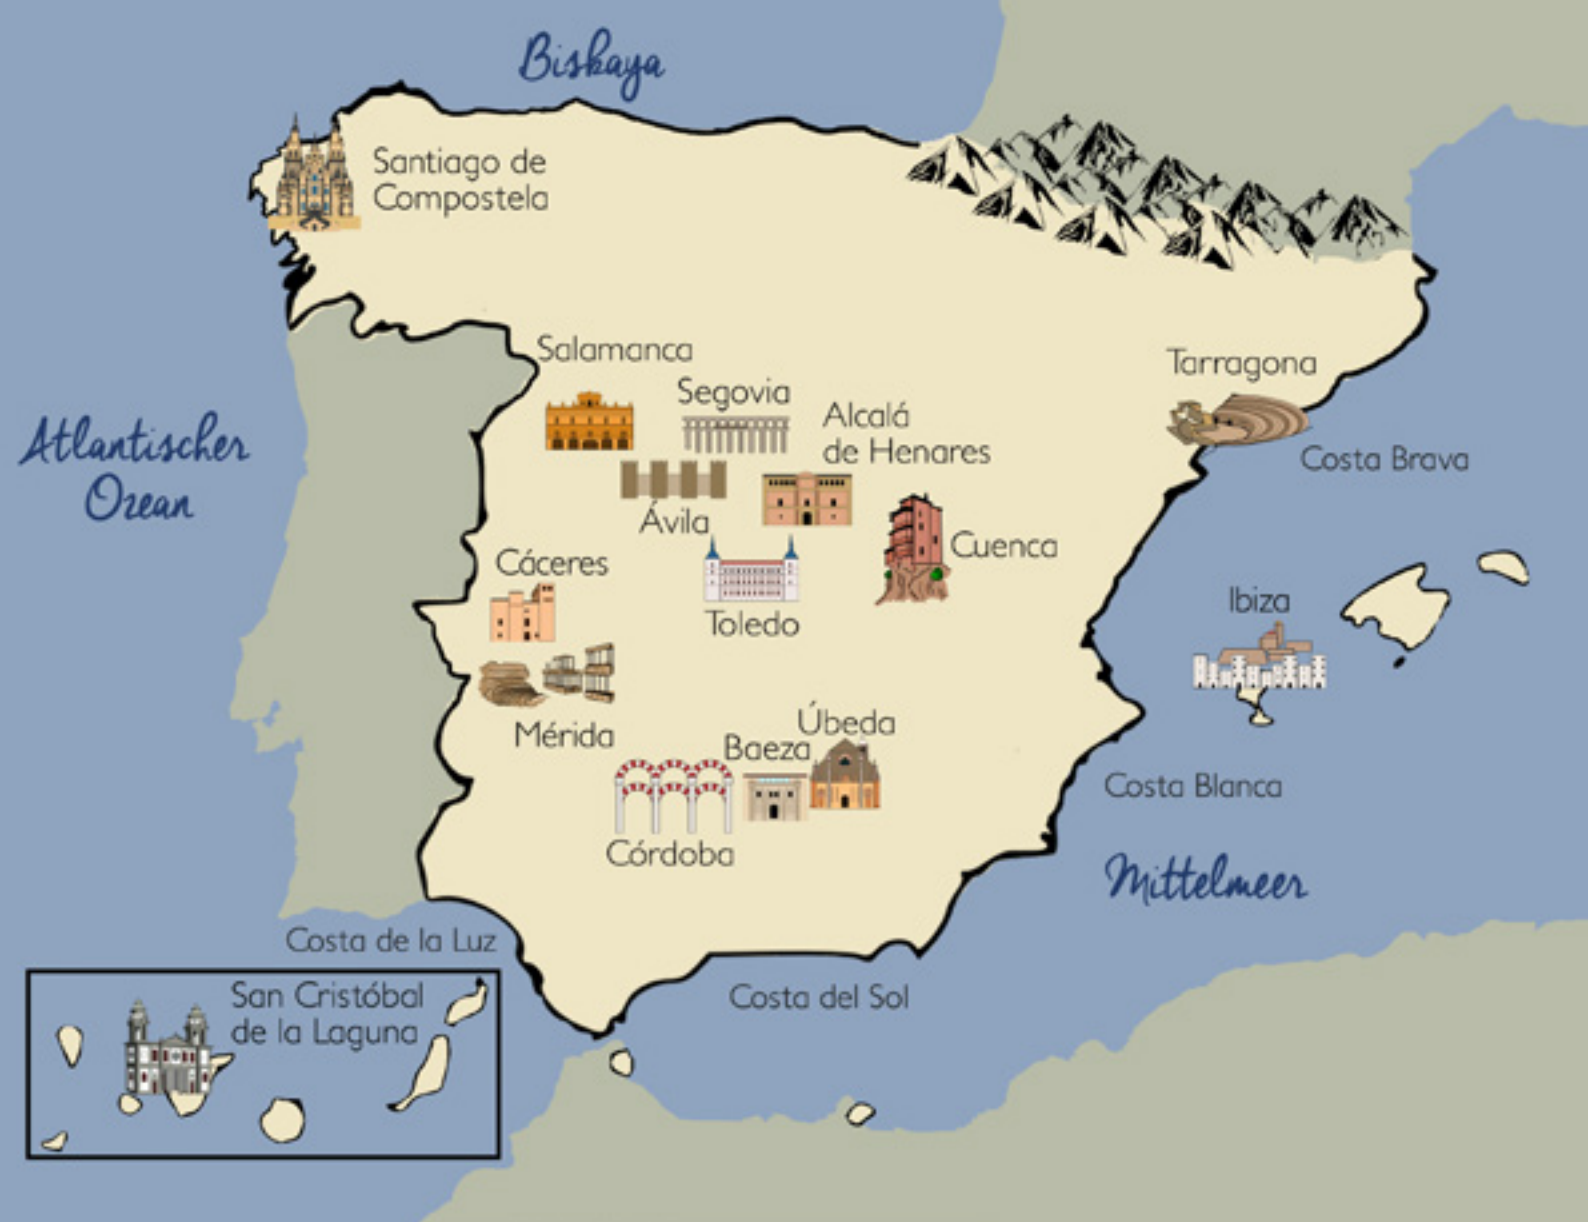 Biskaya
Santiago de
Compostela
Salamanca
Segovia
Tarragona
Alcalá
de Henares
Atlantischer
Ozean
Costa Brava
Ávila
Cuenca
Cáceres
Ibiza
Toledo
Mérida
Úbeda
Baeza
Costa Blanca
Córdoba
Mittelmeer
Costa de la Luz
San Cristóbal
de la Laguna
Costa del Sol